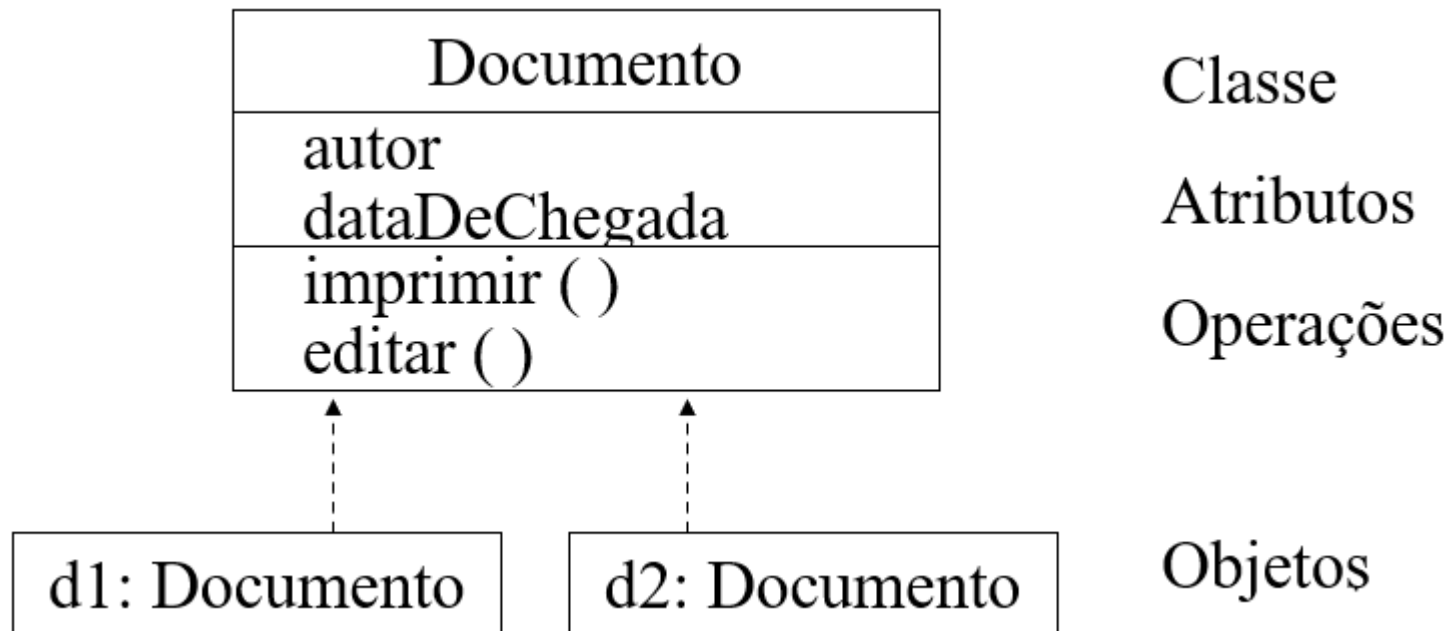 Documento
Classe
autor
dataDeChegada
Atributos
imprimir ( )
editar ( )
Operações
d1: Documento
d2: Documento
Objetos